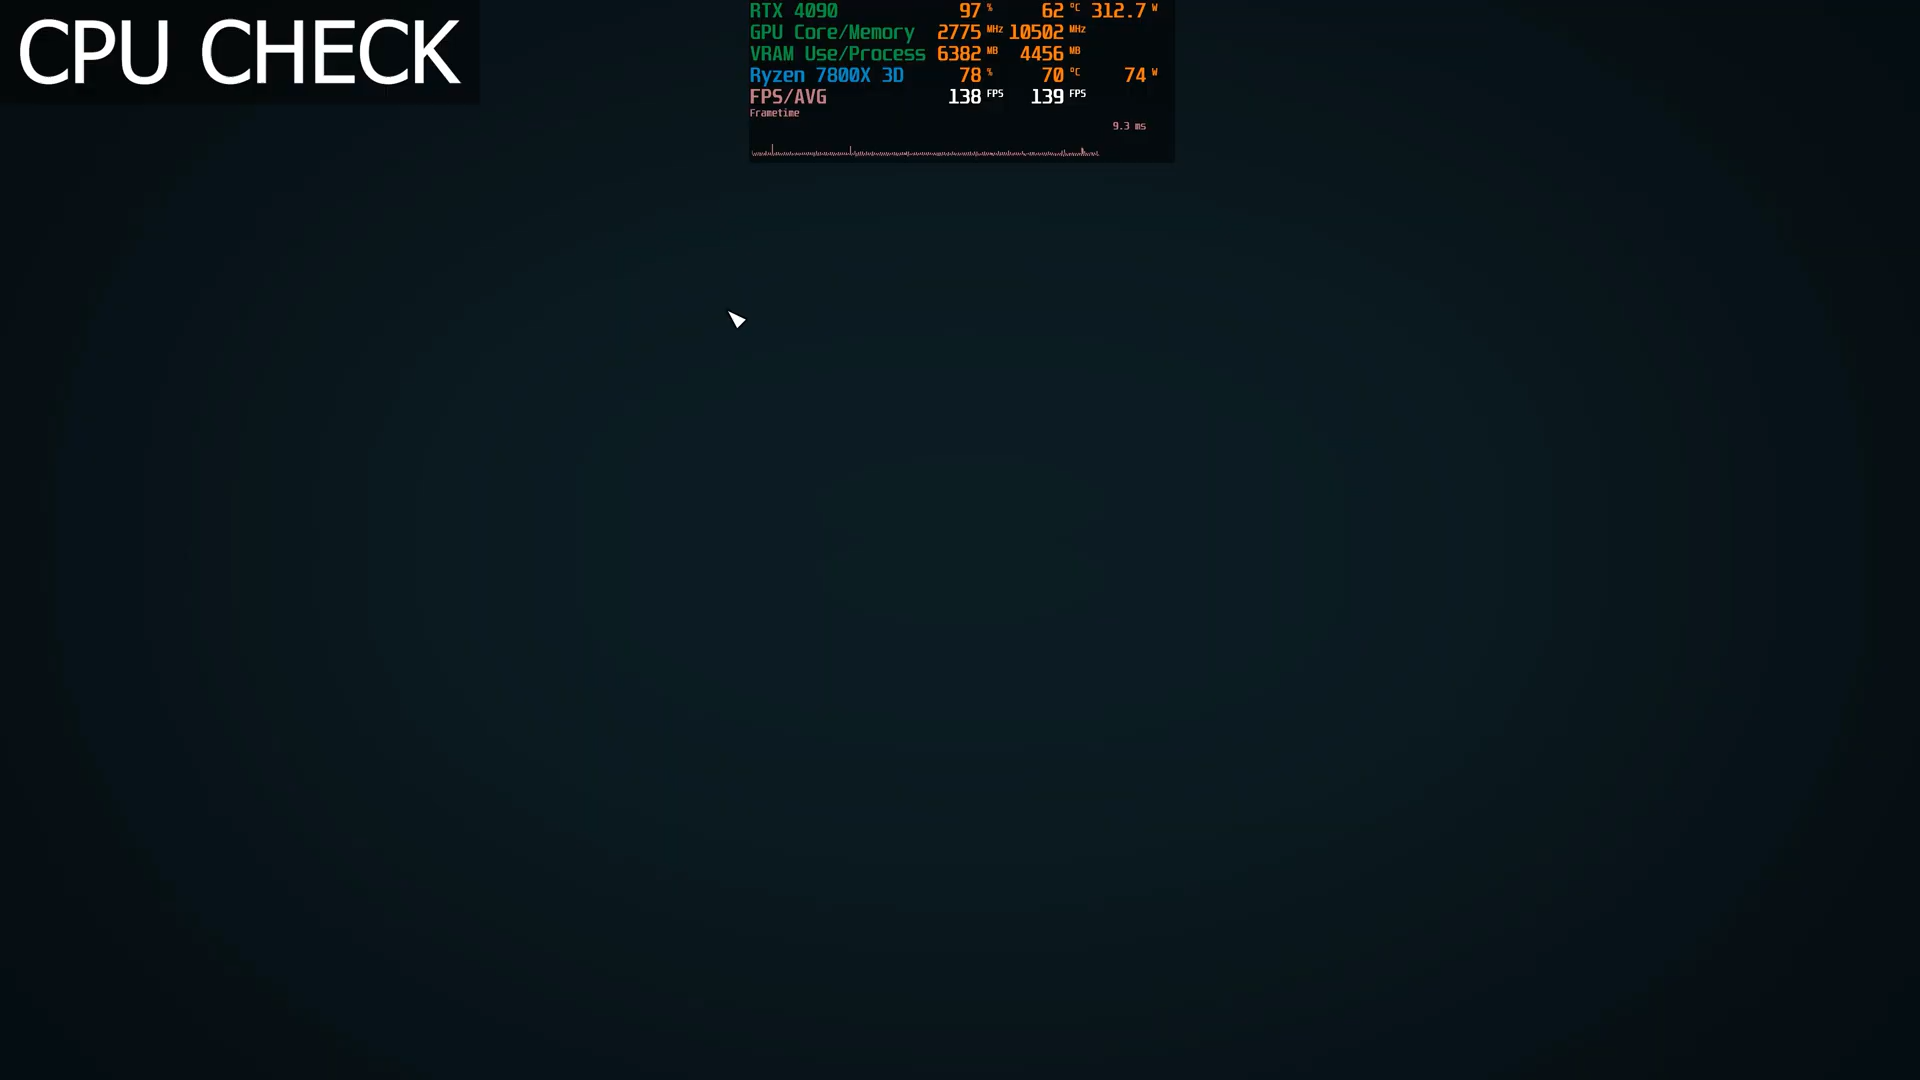 CPU CHECK
RTX 4090 97 % 62 °C 312.7 W
GPU Core/Memory 2775 MHz 10502 MHz
VRAM Use/Process 6382 MB 4456 MB
Ryzen 7800X 3D 78 % 70 °C 74 W
FPS/AVG 138 FPS 139 FPS
Frametime
9.3 ms